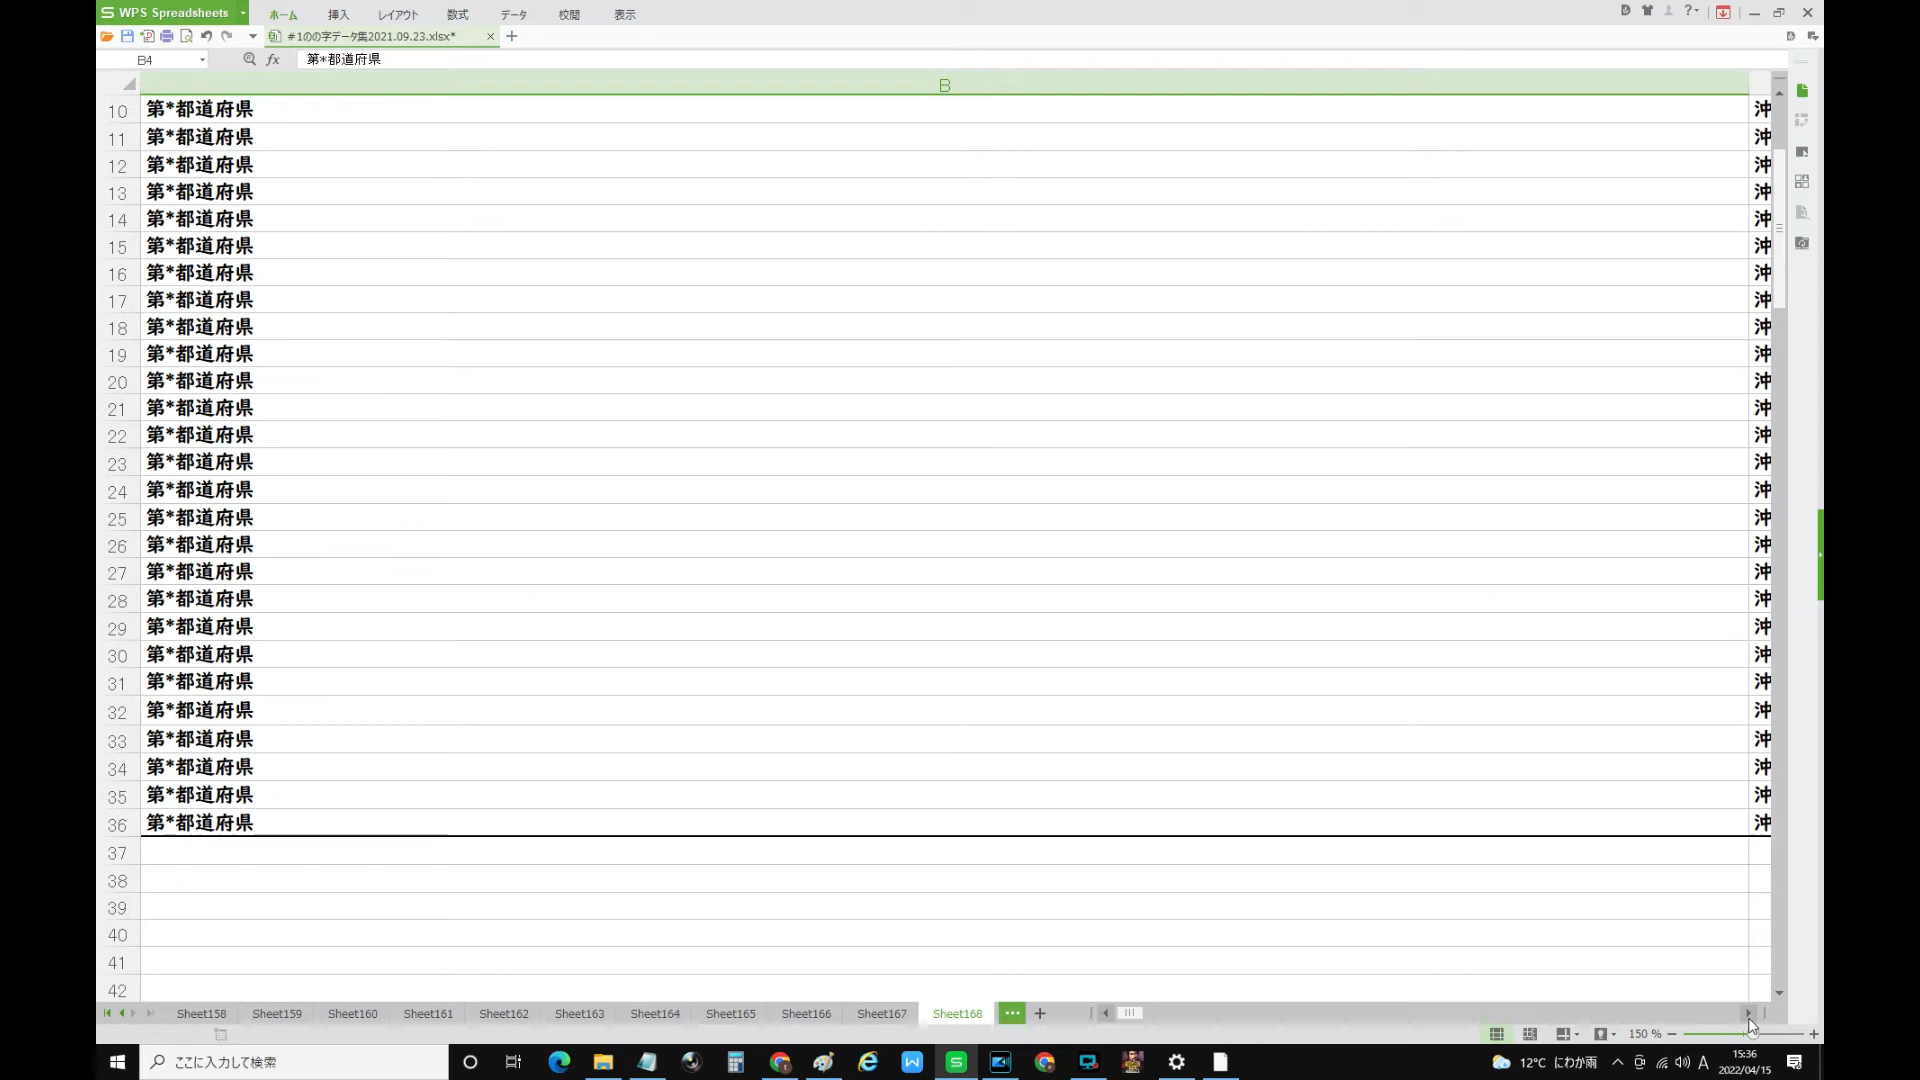 WPS Spreadsheets
ホーム 挿入 レイアウト 数式 データ 校閲 表示
#1のの字データ集2021.09.23.xlsx*
B4 fx 第*都道府県
B
10 第*都道府県 沖
11 第*都道府県 沖
12 第*都道府県 沖
13 第*都道府県 沖
14 第*都道府県 沖
15 第*都道府県 沖
16 第*都道府県 沖
17 第*都道府県 沖
18 第*都道府県 沖
19 第*都道府県 沖
20 第*都道府県 沖
21 第*都道府県 沖
22 第*都道府県 沖
23 第*都道府県 沖
24 第*都道府県 沖
25 第*都道府県 沖
26 第*都道府県 沖
27 第*都道府県 沖
28 第*都道府県 沖
29 第*都道府県 沖
30 第*都道府県 沖
31 第*都道府県 沖
32 第*都道府県 沖
33 第*都道府県 沖
34 第*都道府県 沖
35 第*都道府県 沖
36 第*都道府県 沖
37
38
39
40
41
42
Sheet158 Sheet159 Sheet160 Sheet161 Sheet162 Sheet163 Sheet164 Sheet165 Sheet166 Sheet167 Sheet168
150 %
ここに入力して検索
12°C にわか雨 A 15:36
2022/04/15